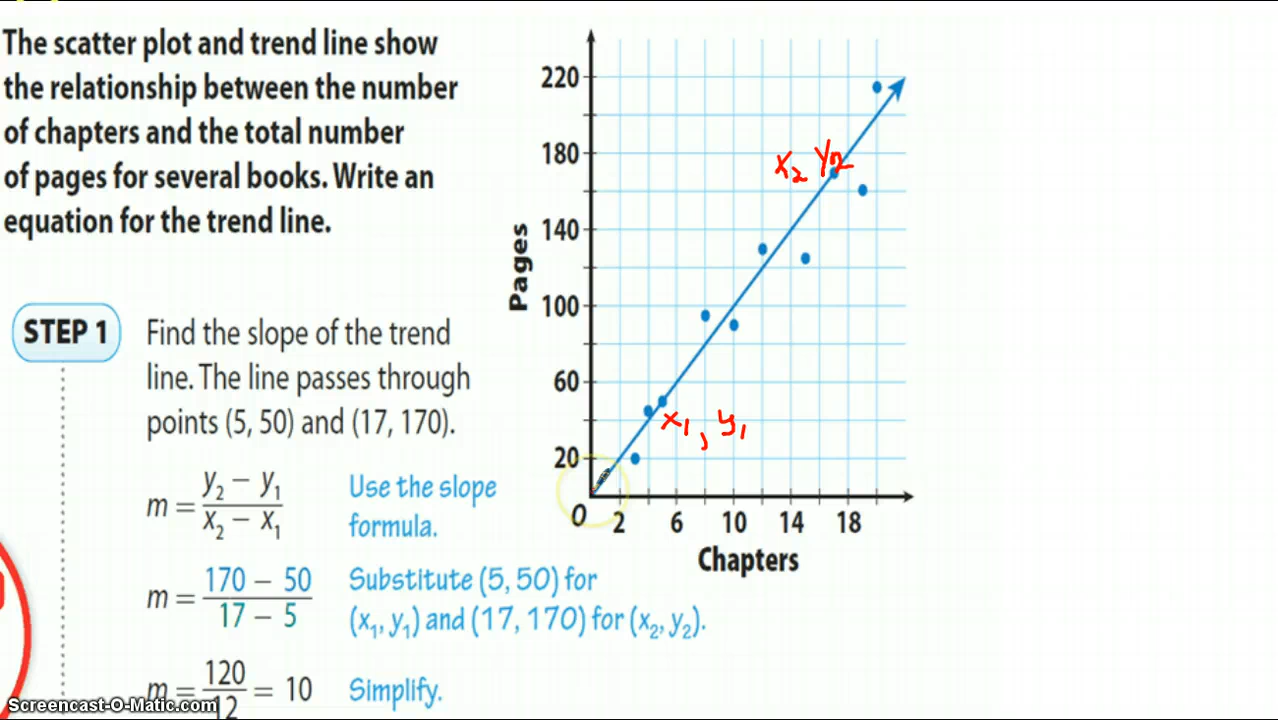 The scatter plot and trend line show
the relationship between the number
of chapters and the total number
of pages for several books. Write an
equation for the trend line.
STEP 1
Find the slope of the trend
line. The line passes through
points (5, 50) and (17, 170).
m = y₂ − y₁ / x₂ − x₁
Use the slope
formula.
m = 170 − 50 / 17 − 5
Substitute (5, 50) for
(x₁, y₁) and (17, 170) for (x₂, y₂).
m = 120 / 12 = 10
Simplify.
Pages
220
180
140
100
60
20
O 2 6 10 14 18
Chapters
x₂ y₂
x₁, y₁
Screencast-O-Matic.com